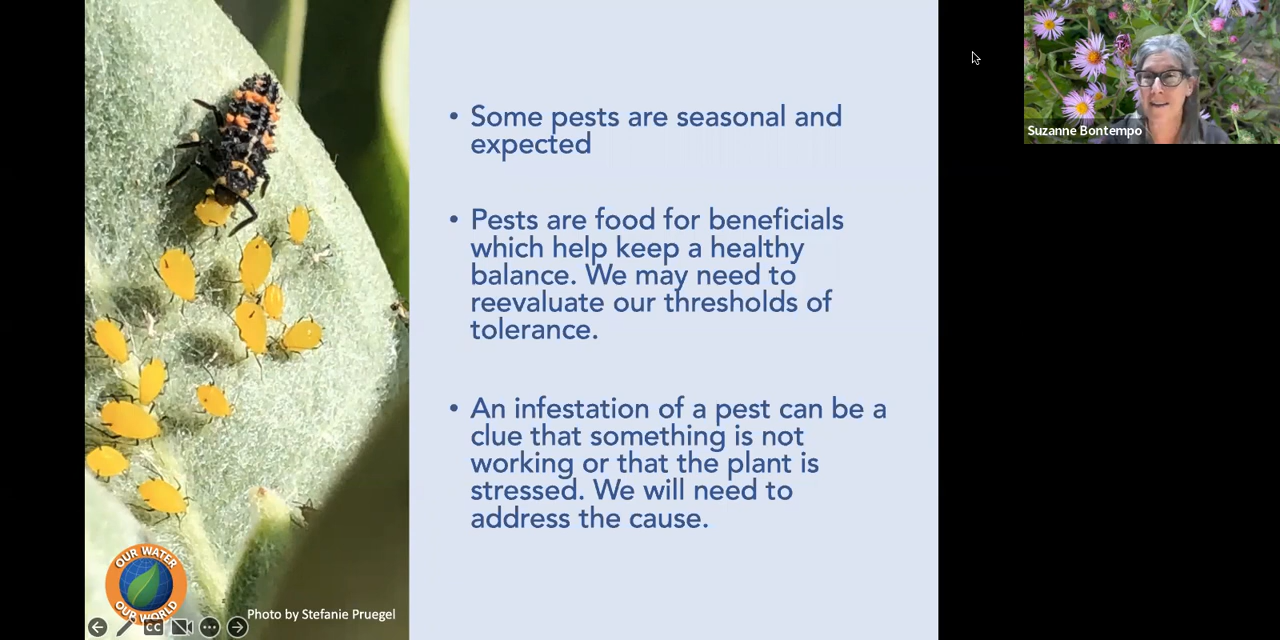 • Some pests are seasonal and
expected
• Pests are food for beneficials
which help keep a healthy
balance. We may need to
reevaluate our thresholds of
tolerance.
• An infestation of a pest can be a
clue that something is not
working or that the plant is
stressed. We will need to
address the cause.
Suzanne Bontempo
OUR WATER
OUR WORLD
Photo by Stefanie Pruegel
CC